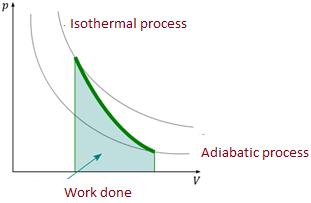 p
Isothermal process
Adiabatic process
Work done
V